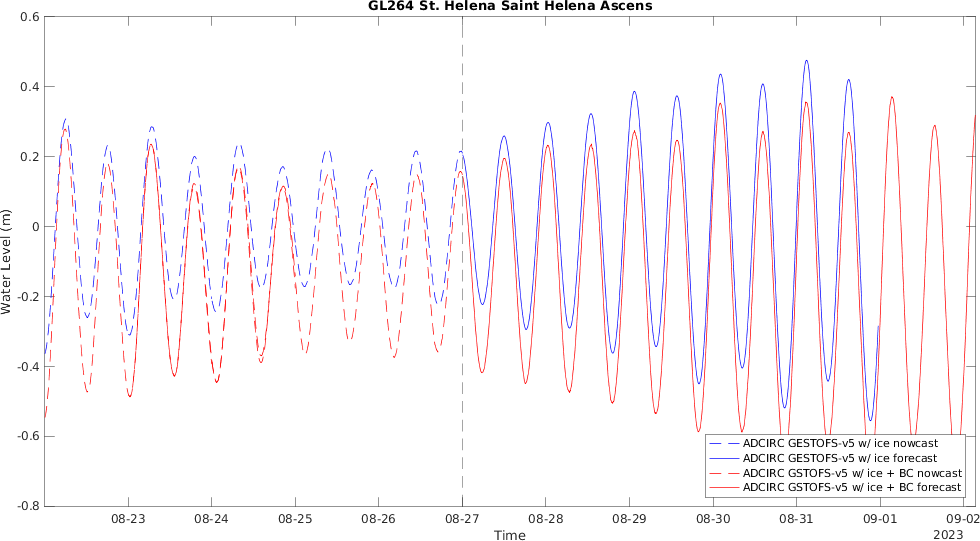 GL264 St. Helena Saint Helena Ascens
0.6
0.4
0.2
0
-0.2
-0.4
-0.6
-0.8
Water Level (m)
ADCIRC GESTOFS-v5 w/ ice nowcast
ADCIRC GESTOFS-v5 w/ ice forecast
ADCIRC GSTOFS-v5 w/ ice + BC nowcast
ADCIRC GSTOFS-v5 w/ ice + BC forecast
08-23 08-24 08-25 08-26 08-27 08-28 08-29 08-30 08-31 09-01 09-02
Time
2023